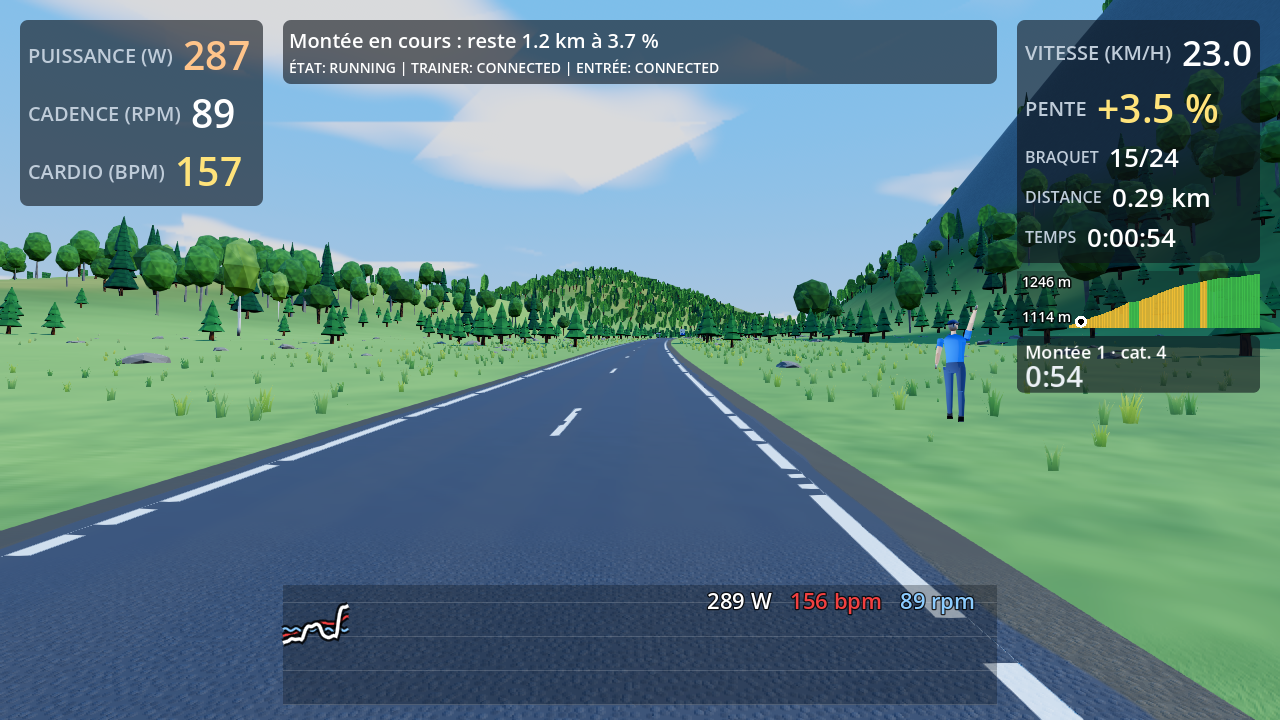 PUISSANCE (W) 287
CADENCE (RPM) 89
CARDIO (BPM) 157
Montée en cours : reste 1.2 km à 3.7 %
ÉTAT: RUNNING | TRAINER: CONNECTED | ENTRÉE: CONNECTED
VITESSE (KM/H) 23.0
PENTE +3.5 %
BRAQUET 15/24
DISTANCE 0.29 km
TEMPS 0:00:54
1246 m
1114 m
Montée 1 · cat. 4
0:54
289 W 156 bpm 89 rpm